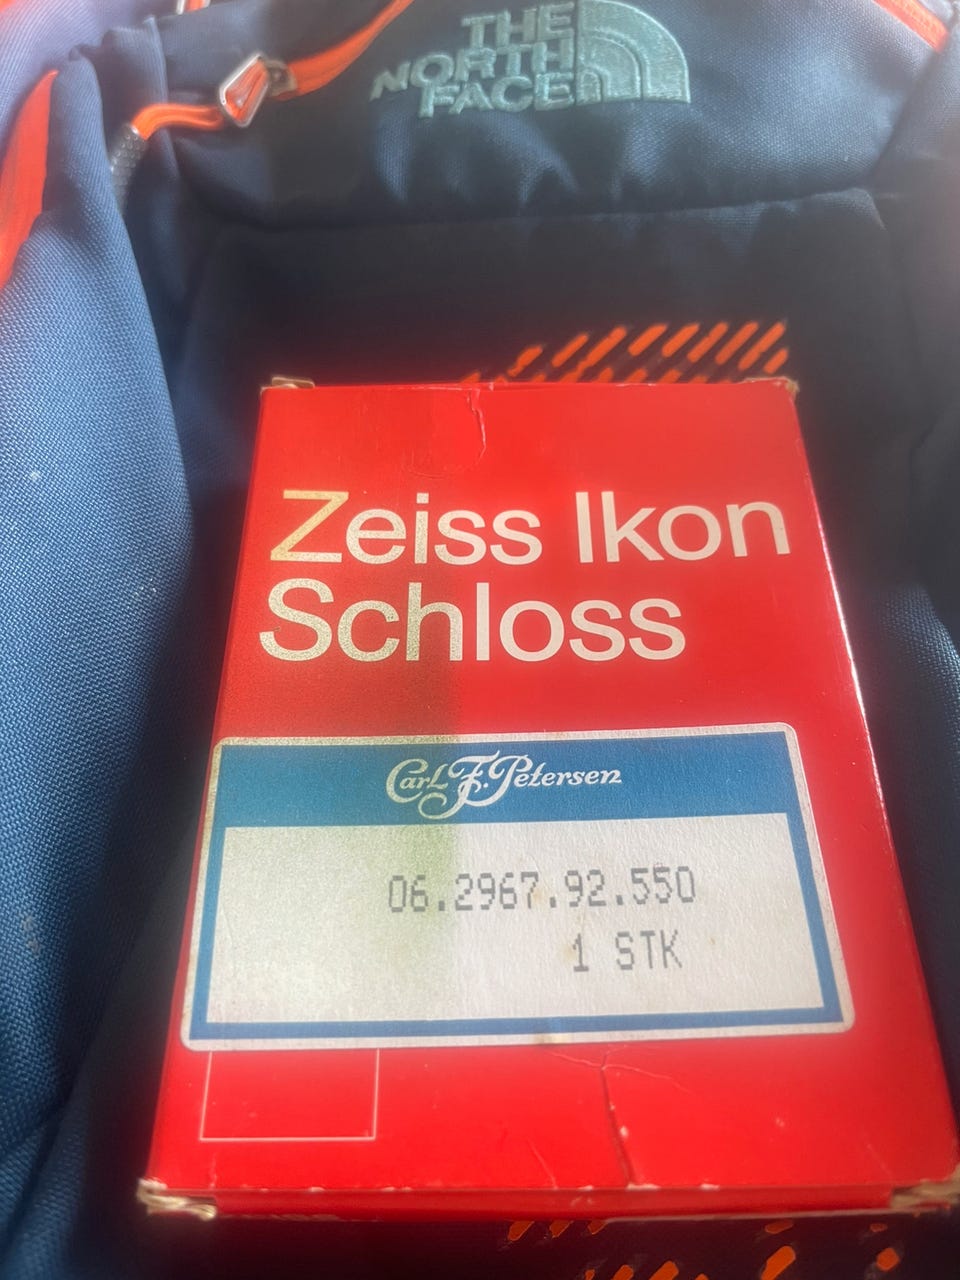 THE
NORTH
FACE
Zeiss Ikon
Schloss
Carl F. Petersen
06.2967.92.550
1 STK